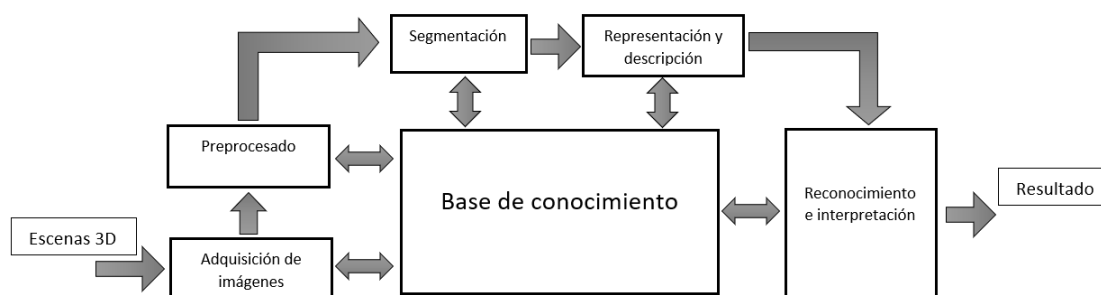 Segmentación
Representación y
descripción
Preprocesado
Base de conocimiento
Reconocimiento
e interpretación
Resultado
Escenas 3D
Adquisición de
imágenes